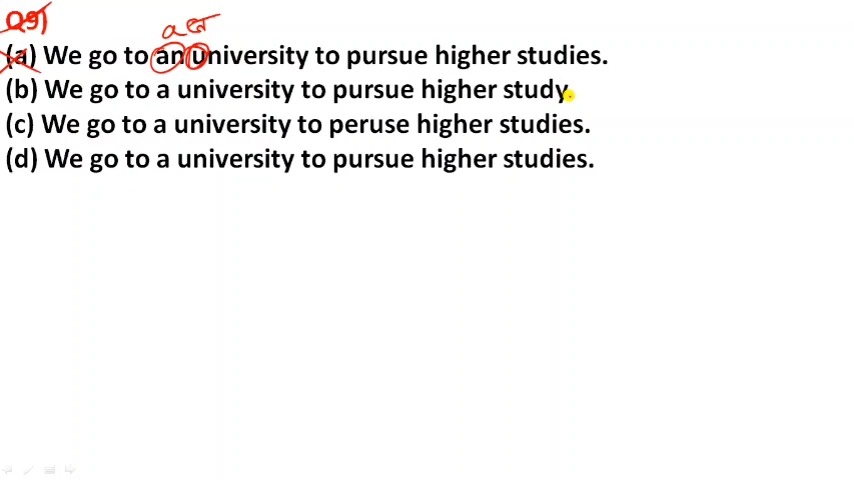 Q9)
a
(a) We go to an university to pursue higher studies.
(b) We go to a university to pursue higher study.
(c) We go to a university to peruse higher studies.
(d) We go to a university to pursue higher studies.